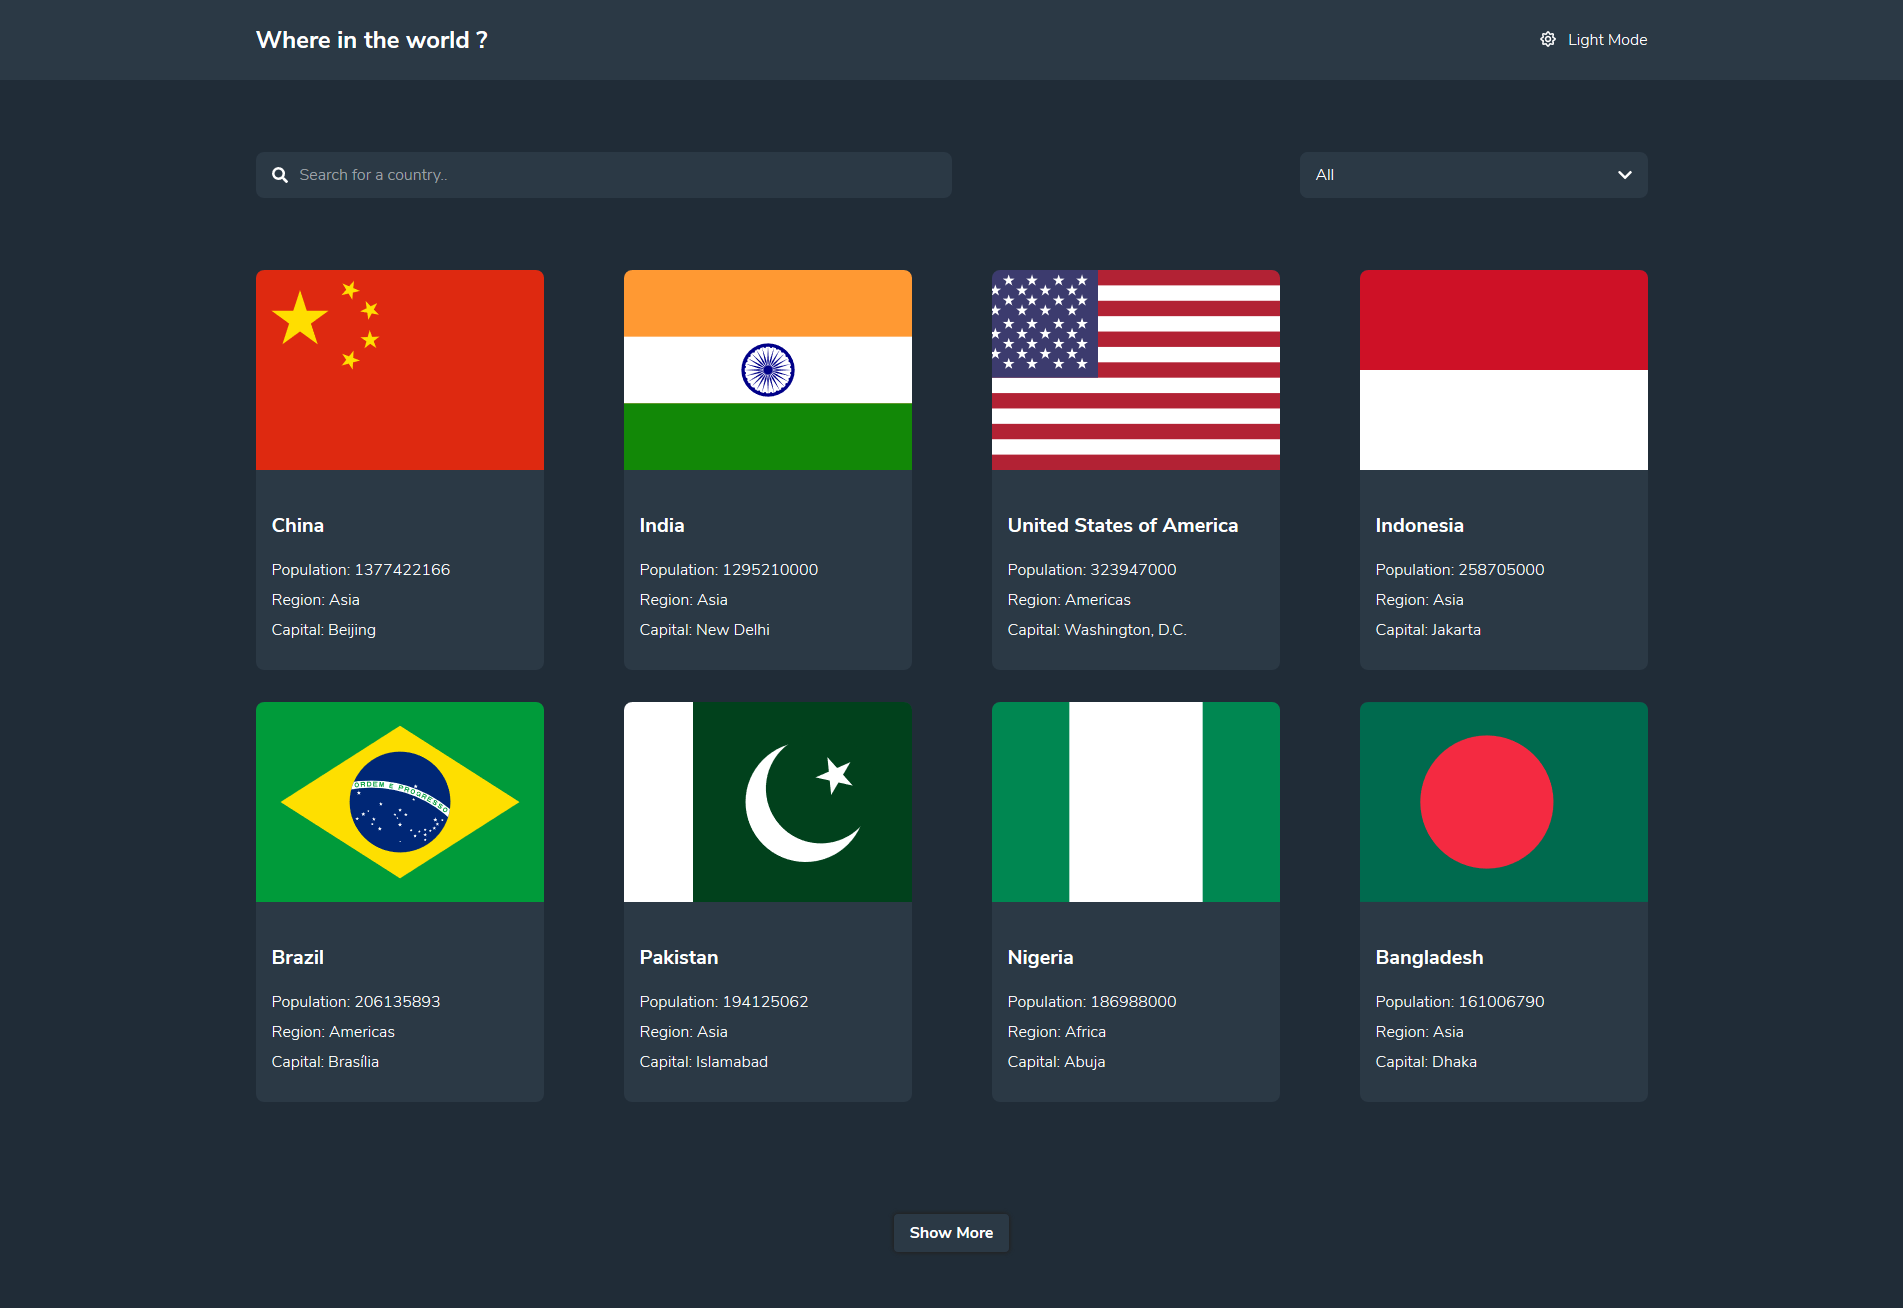 Where in the world ?
Light Mode
Search for a country..
All
China
Population: 1377422166
Region: Asia
Capital: Beijing
India
Population: 1295210000
Region: Asia
Capital: New Delhi
United States of America
Population: 323947000
Region: Americas
Capital: Washington, D.C.
Indonesia
Population: 258705000
Region: Asia
Capital: Jakarta
ORDEM E PROGRESSO
Brazil
Population: 206135893
Region: Americas
Capital: Brasília
Pakistan
Population: 194125062
Region: Asia
Capital: Islamabad
Nigeria
Population: 186988000
Region: Africa
Capital: Abuja
Bangladesh
Population: 161006790
Region: Asia
Capital: Dhaka
Show More